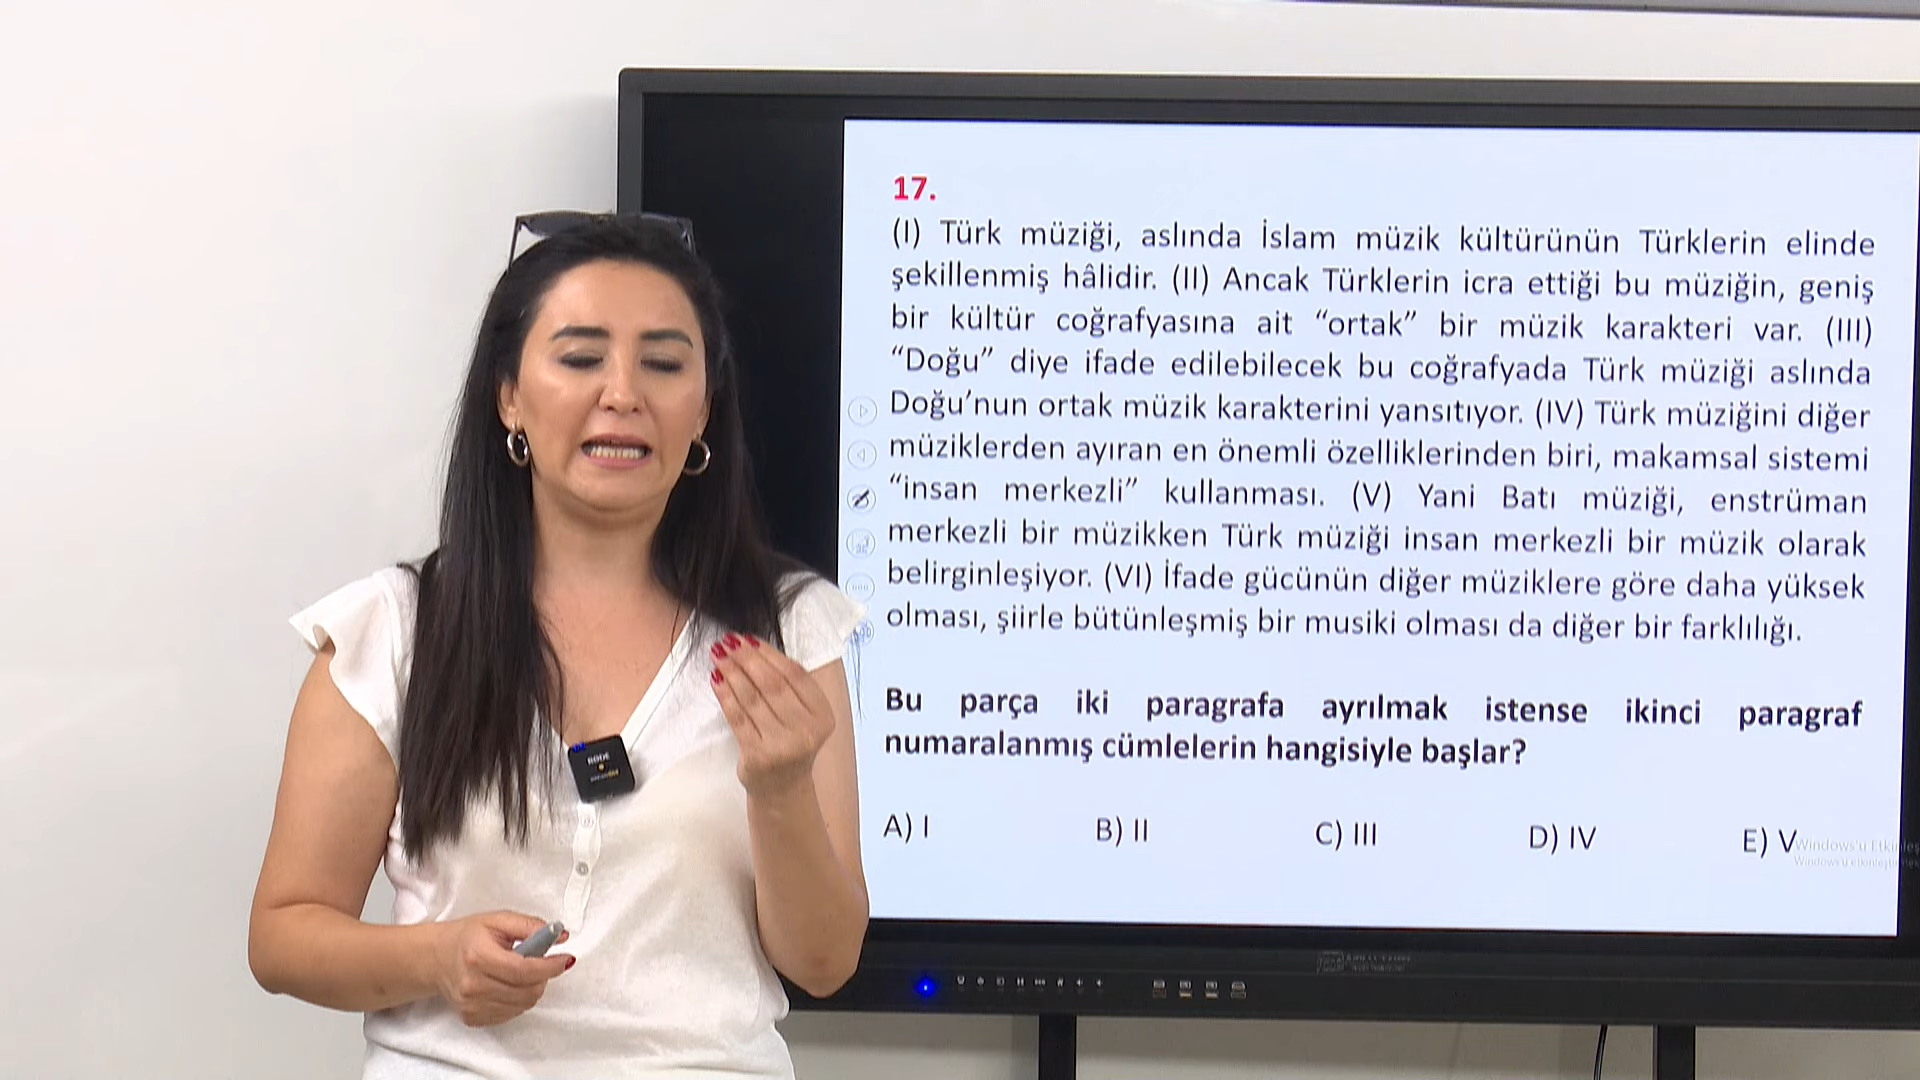 17.
(I) Türk müziği, aslında İslam müzik kültürünün Türklerin elinde
şekillenmiş hâlidir. (II) Ancak Türklerin icra ettiği bu müziğin, geniş
bir kültür coğrafyasına ait “ortak” bir müzik karakteri var. (III)
“Doğu” diye ifade edilebilecek bu coğrafyada Türk müziği aslında
Doğu’nun ortak müzik karakterini yansıtıyor. (IV) Türk müziğini diğer
müziklerden ayıran en önemli özelliklerinden biri, makamsal sistemi
“insan merkezli” kullanması. (V) Yani Batı müziği, enstrüman
merkezli bir müzikken Türk müziği insan merkezli bir müzik olarak
belirginleşiyor. (VI) İfade gücünün diğer müziklere göre daha yüksek
olması, şiirle bütünleşmiş bir musiki olması da diğer bir farklılığı.
Bu parça iki paragrafa ayrılmak istense ikinci paragraf
numaralanmış cümlelerin hangisiyle başlar?
A) I B) II C) III D) IV E) V
Windows'u Etkinleş
RODE